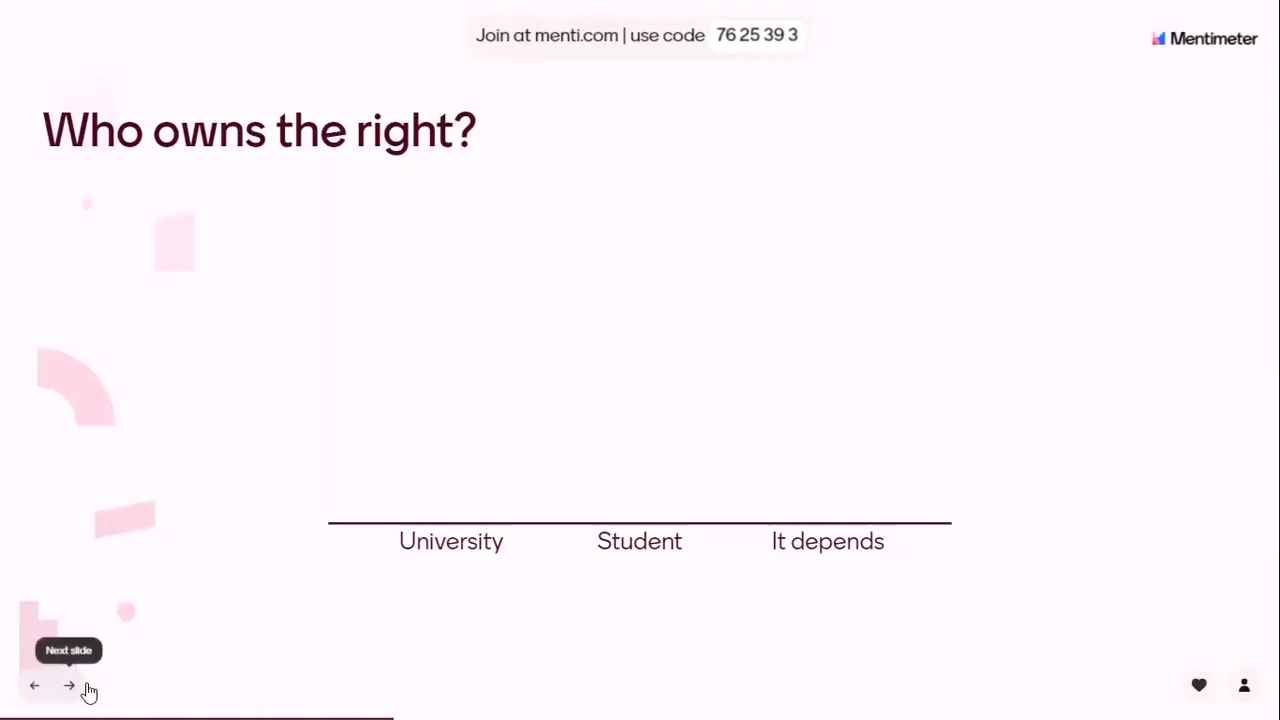 Join at menti.com | use code 76 25 39 3
Mentimeter
Who owns the right?
University
Student
It depends
Next slide